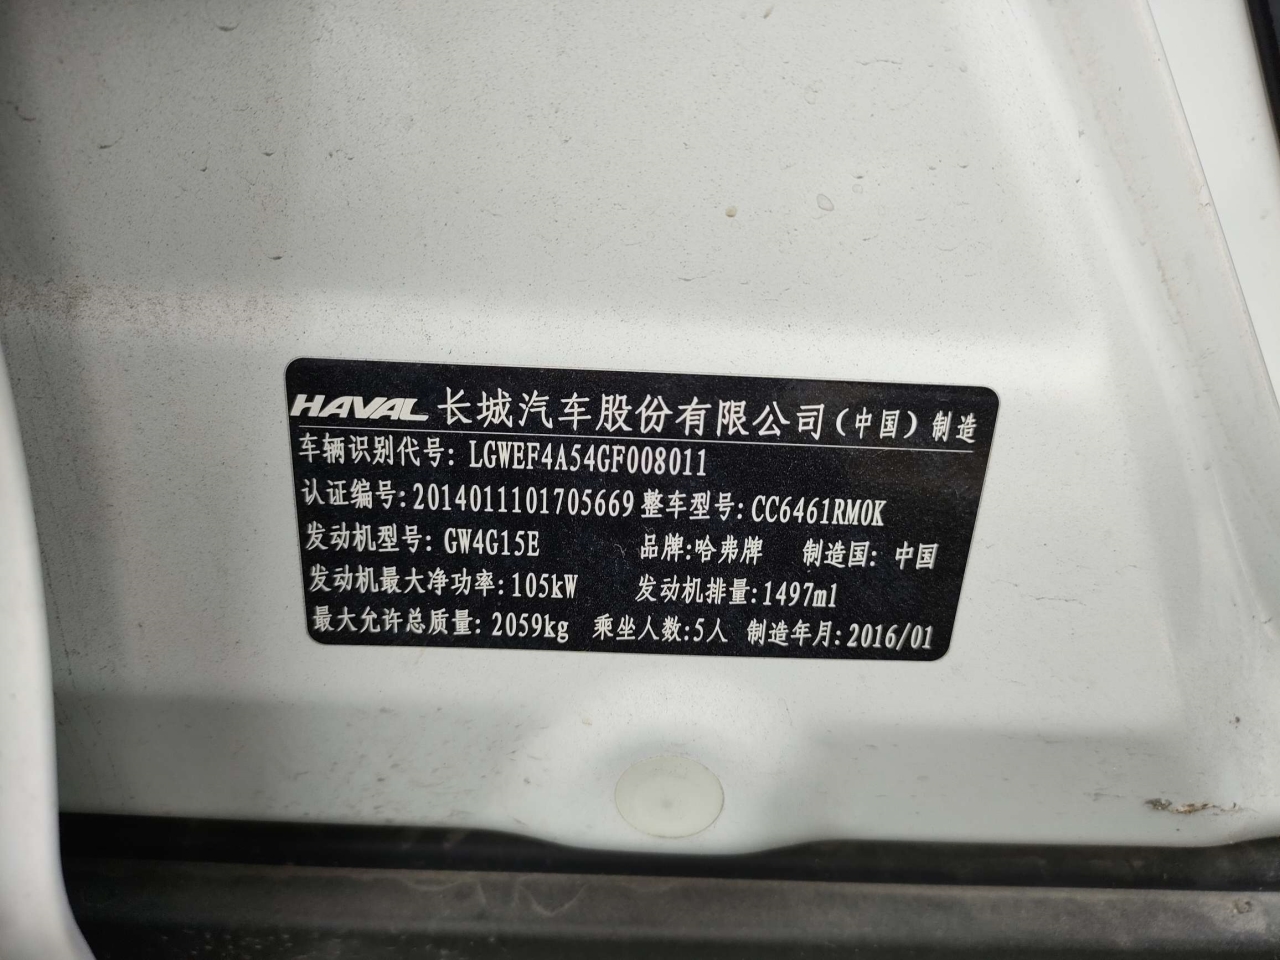 HAVAL 长城汽车股份有限公司(中国)制造
车辆识别代号: LGWEF4A54GF008011
认证编号:2014011101705669 整车型号:CC6461RM0K
发动机型号: GW4G15E 品牌:哈弗牌 制造国: 中国
发动机最大净功率:105kW 发动机排量:1497ml
最大允许总质量: 2059kg 乘坐人数:5人 制造年月:2016/01